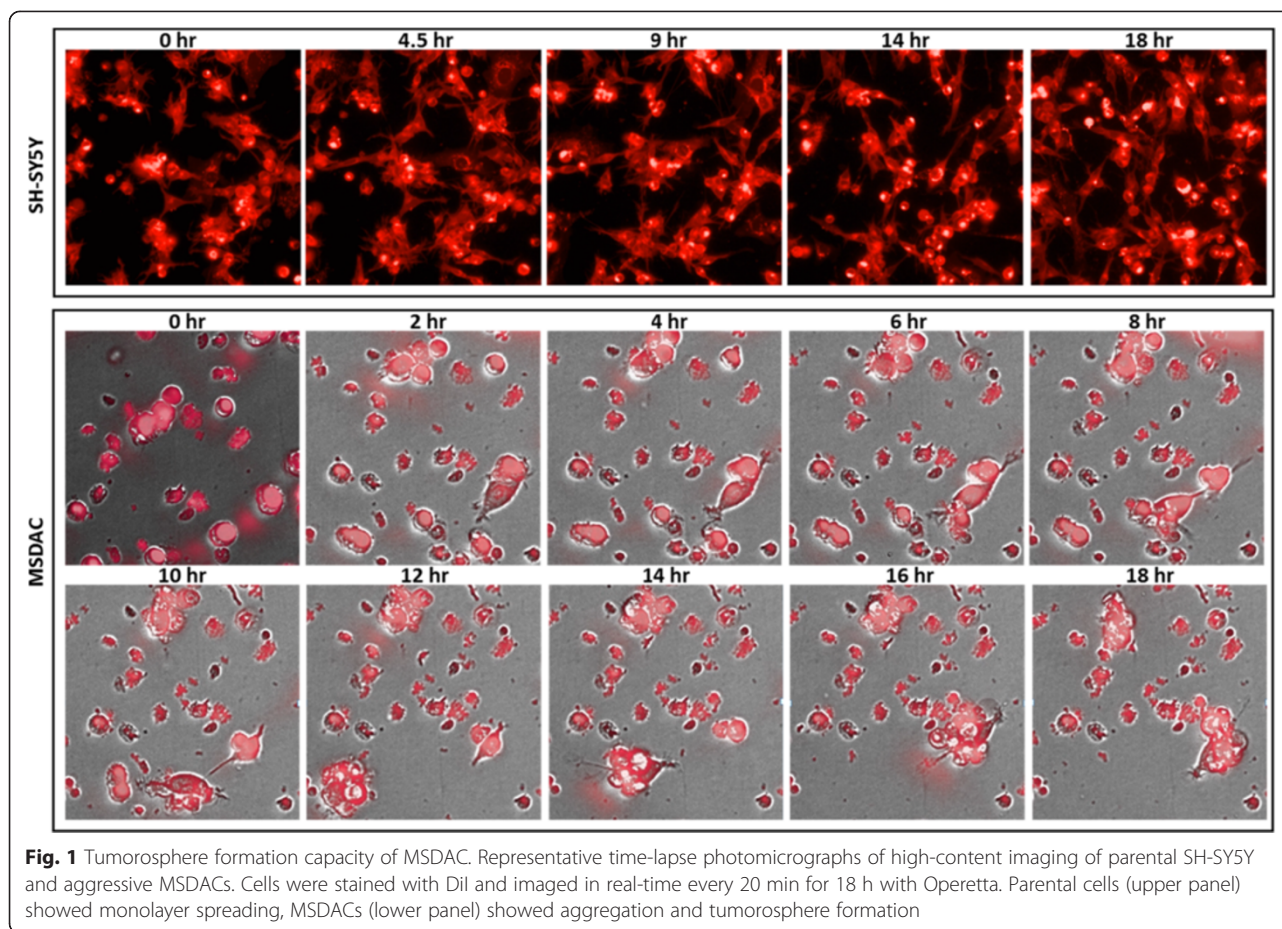 0 hr 4.5 hr 9 hr 14 hr 18 hr
SH-SY5Y
0 hr 2 hr 4 hr 6 hr 8 hr
MSDAC
10 hr 12 hr 14 hr 16 hr 18 hr
Fig. 1 Tumorosphere formation capacity of MSDAC. Representative time-lapse photomicrographs of high-content imaging of parental SH-SY5Y
and aggressive MSDACs. Cells were stained with DiI and imaged in real-time every 20 min for 18 h with Operetta. Parental cells (upper panel)
showed monolayer spreading, MSDACs (lower panel) showed aggregation and tumorosphere formation